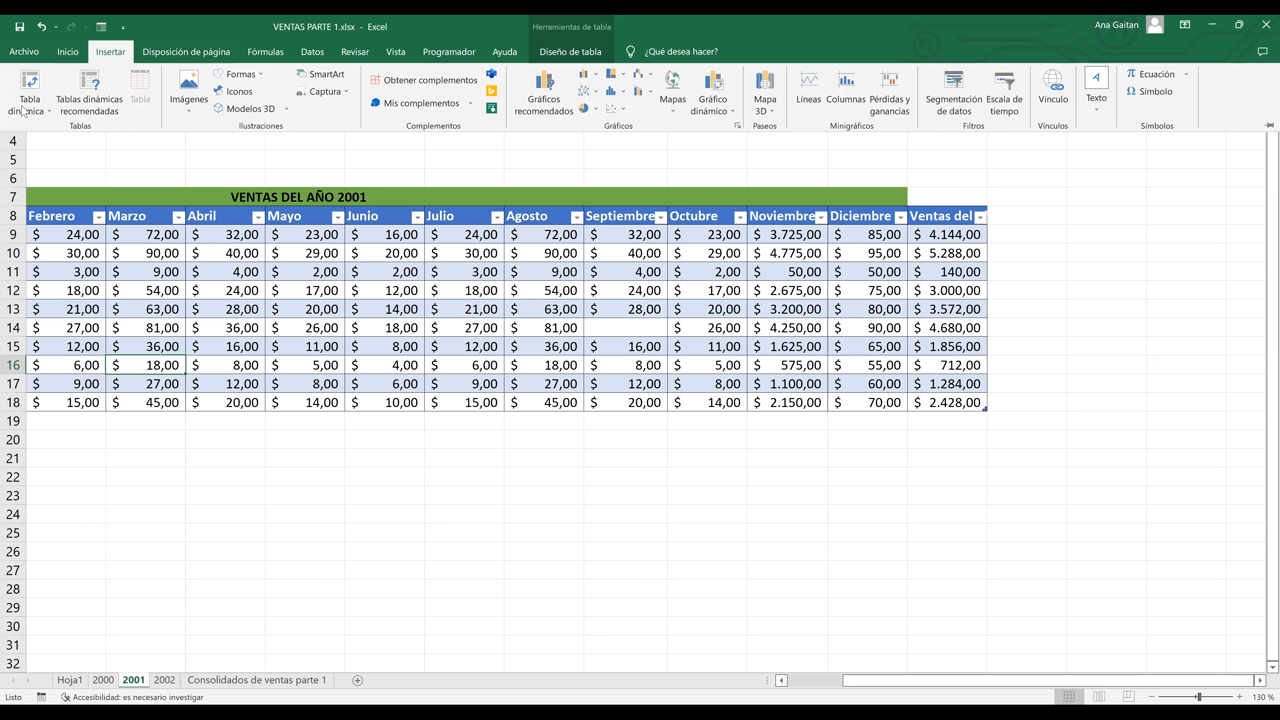 VENTAS PARTE 1.xlsx - Excel
Herramientas de tabla
Ana Gaitan
Archivo Inicio Insertar Disposición de página Fórmulas Datos Revisar Vista Programador Ayuda Diseño de tabla ¿Qué desea hacer?
Tabla dinámica
Tablas dinámicas recomendadas
Tabla
Tablas
Imágenes
Formas
Iconos
Modelos 3D
SmartArt
Captura
Ilustraciones
Obtener complementos
Mis complementos
Complementos
Gráficos recomendados
Mapas
Gráfico dinámico
Gráficos
Mapa 3D
Paseos
Líneas
Columnas
Pérdidas y ganancias
Minigráficos
Segmentación de datos
Escala de tiempo
Filtros
Vínculo
Vínculos
A
Texto
Ecuación
Símbolo
Símbolos
4
5
6
7 VENTAS DEL AÑO 2001
8 Febrero Marzo Abril Mayo Junio Julio Agosto Septiembre Octubre Noviembre Diciembre Ventas del
9 $ 24,00 $ 72,00 $ 32,00 $ 23,00 $ 16,00 $ 24,00 $ 72,00 $ 32,00 $ 23,00 $ 3.725,00 $ 85,00 $ 4.144,00
10 $ 30,00 $ 90,00 $ 40,00 $ 29,00 $ 20,00 $ 30,00 $ 90,00 $ 40,00 $ 29,00 $ 4.775,00 $ 95,00 $ 5.288,00
11 $ 3,00 $ 9,00 $ 4,00 $ 2,00 $ 2,00 $ 3,00 $ 9,00 $ 4,00 $ 2,00 $ 50,00 $ 50,00 $ 140,00
12 $ 18,00 $ 54,00 $ 24,00 $ 17,00 $ 12,00 $ 18,00 $ 54,00 $ 24,00 $ 17,00 $ 2.675,00 $ 75,00 $ 3.000,00
13 $ 21,00 $ 63,00 $ 28,00 $ 20,00 $ 14,00 $ 21,00 $ 63,00 $ 28,00 $ 20,00 $ 3.200,00 $ 80,00 $ 3.572,00
14 $ 27,00 $ 81,00 $ 36,00 $ 26,00 $ 18,00 $ 27,00 $ 81,00 $ 26,00 $ 4.250,00 $ 90,00 $ 4.680,00
15 $ 12,00 $ 36,00 $ 16,00 $ 11,00 $ 8,00 $ 12,00 $ 36,00 $ 16,00 $ 11,00 $ 1.625,00 $ 65,00 $ 1.856,00
16 $ 6,00 $ 18,00 $ 8,00 $ 5,00 $ 4,00 $ 6,00 $ 18,00 $ 8,00 $ 5,00 $ 575,00 $ 55,00 $ 712,00
17 $ 9,00 $ 27,00 $ 12,00 $ 8,00 $ 6,00 $ 9,00 $ 27,00 $ 12,00 $ 8,00 $ 1.100,00 $ 60,00 $ 1.284,00
18 $ 15,00 $ 45,00 $ 20,00 $ 14,00 $ 10,00 $ 15,00 $ 45,00 $ 20,00 $ 14,00 $ 2.150,00 $ 70,00 $ 2.428,00
19
20
21
22
23
24
25
26
27
28
29
30
31
32
Hoja1 2000 2001 2002 Consolidados de ventas parte 1
Listo Accesibilidad: es necesario investigar 130 %